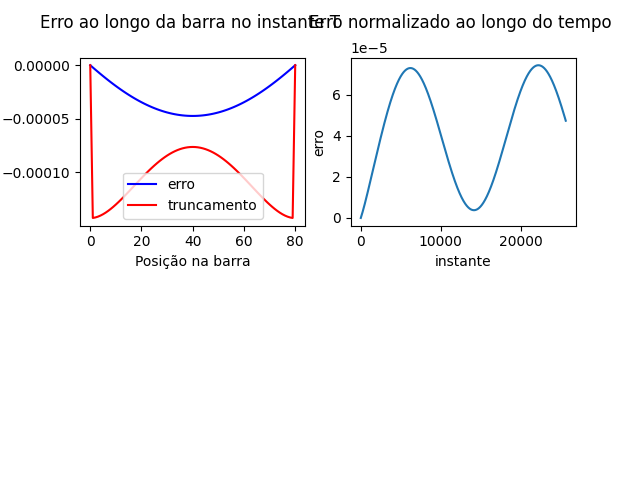 Erro ao longo da barra no instante T
Erro normalizado ao longo do tempo
0.00000
−0.00005
−0.00010
erro
truncamento
0
20
40
60
80
Posição na barra
1e−5
6
4
2
0
erro
0
10000
20000
instante